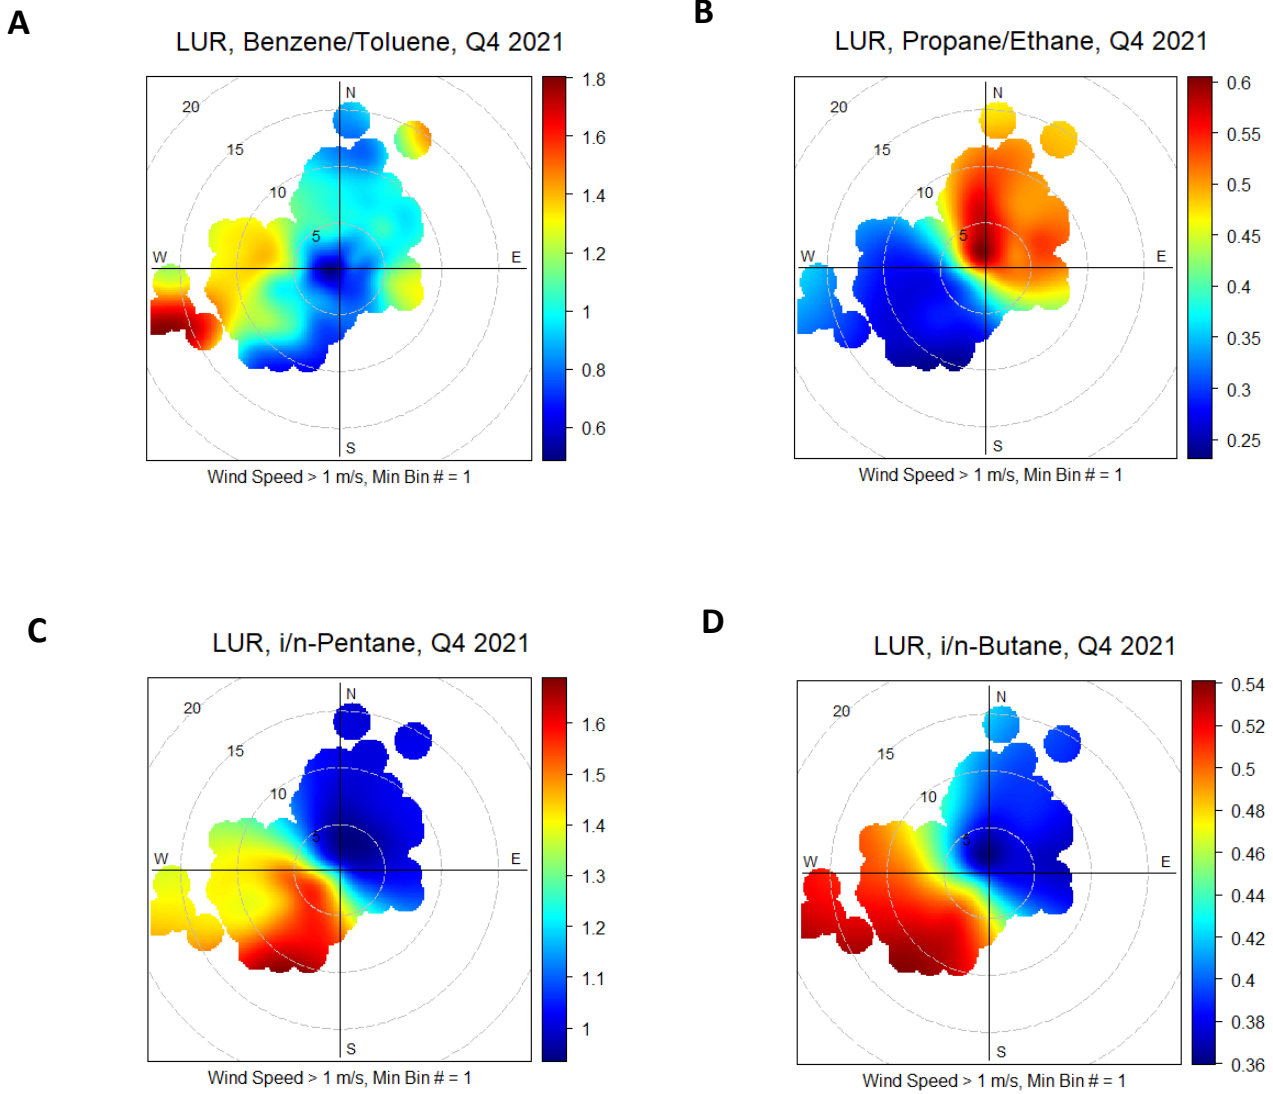 A
LUR, Benzene/Toluene, Q4 2021
N
E
S
W
5
10
15
20
1.8
1.6
1.4
1.2
1
0.8
0.6
Wind Speed > 1 m/s, Min Bin # = 1
B
LUR, Propane/Ethane, Q4 2021
N
E
S
W
5
10
15
20
0.6
0.55
0.5
0.45
0.4
0.35
0.3
0.25
Wind Speed > 1 m/s, Min Bin # = 1
C
LUR, i/n-Pentane, Q4 2021
N
E
S
W
5
10
15
20
1.6
1.5
1.4
1.3
1.2
1.1
1
Wind Speed > 1 m/s, Min Bin # = 1
D
LUR, i/n-Butane, Q4 2021
N
E
S
W
5
10
15
20
0.54
0.52
0.5
0.48
0.46
0.44
0.42
0.4
0.38
0.36
Wind Speed > 1 m/s, Min Bin # = 1